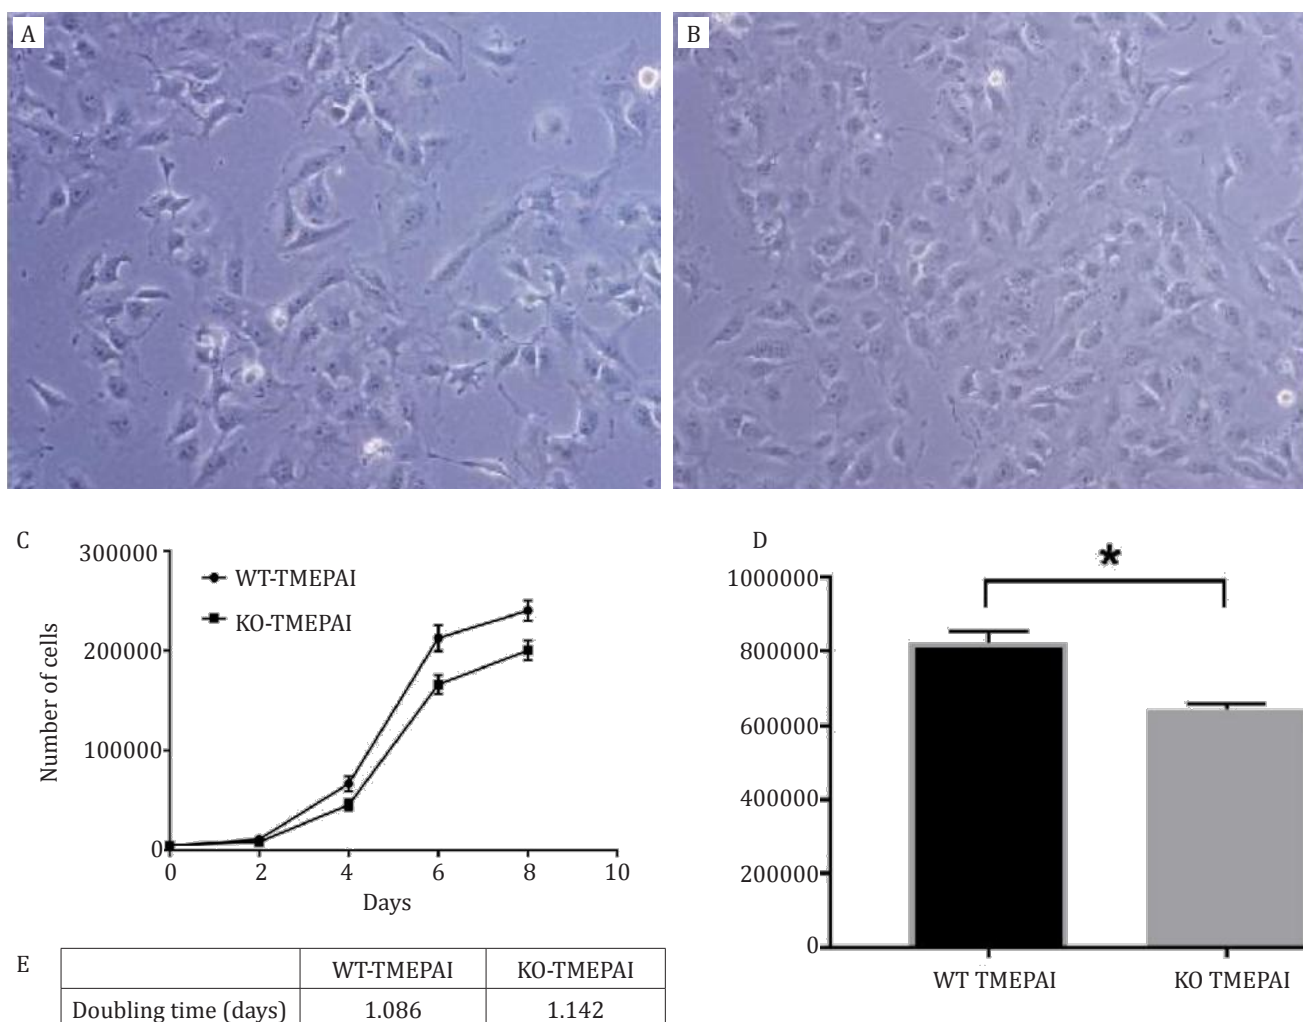 A
B
C
300000
WT-TMEPAI
KO-TMEPAI
200000
100000
0
Number of cells
0 2 4 6 8 10
Days
D
*
1000000
800000
600000
400000
200000
0
WT TMEPAI KO TMEPAI
E
WT-TMEPAI KO-TMEPAI
Doubling time (days) 1.086 1.142